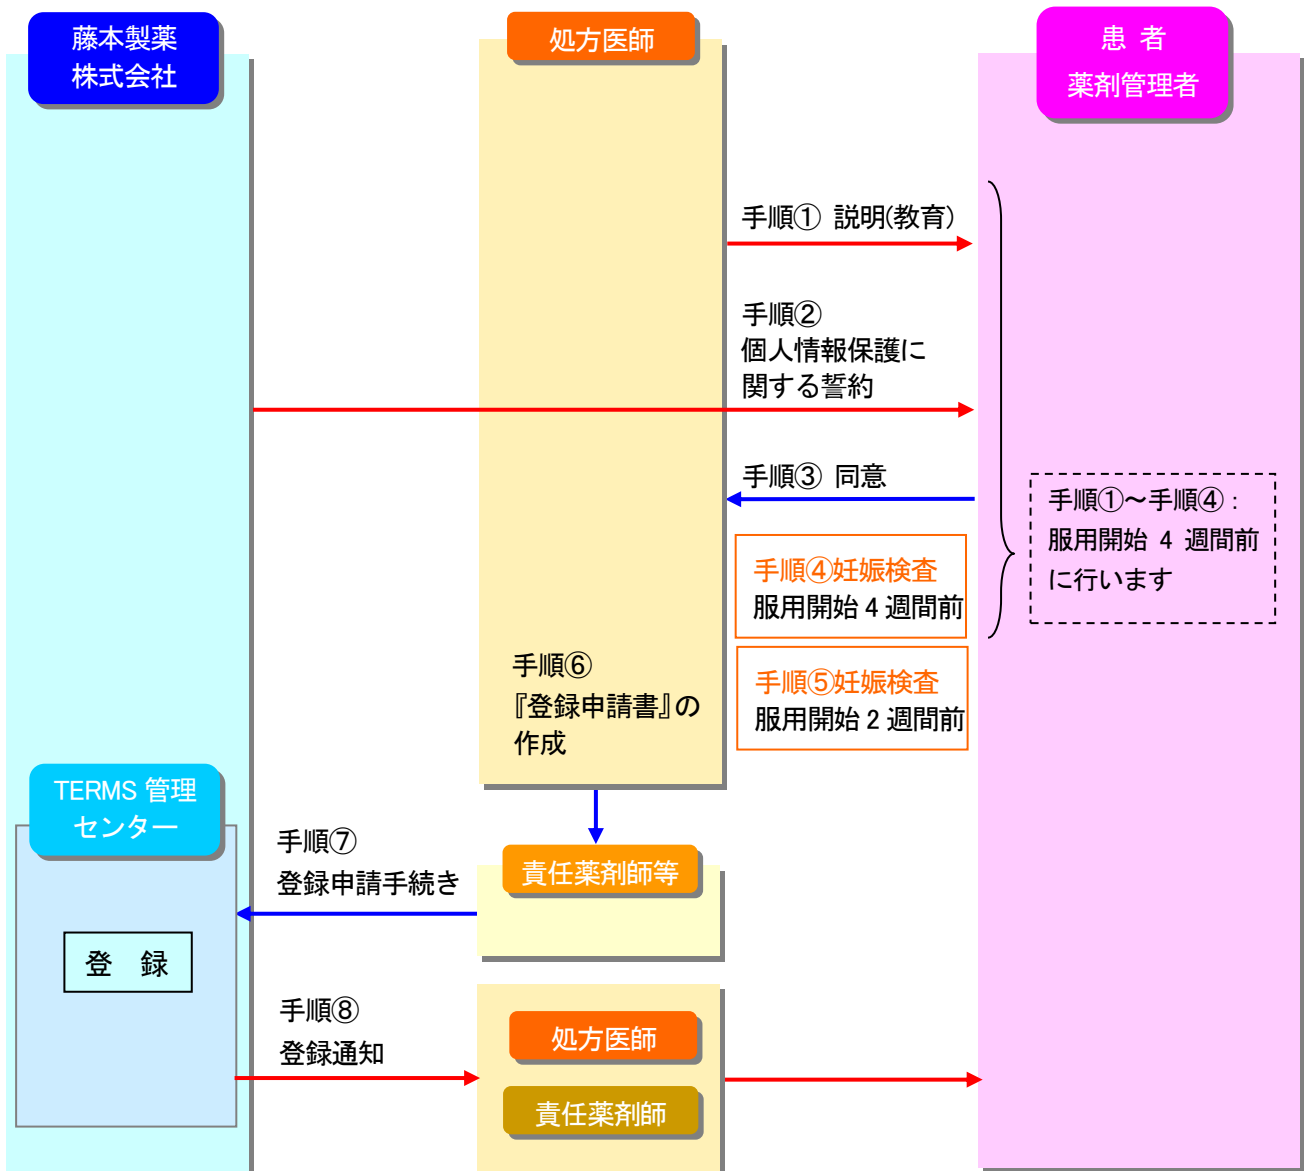 藤本製薬
株式会社
処方医師
患 者
薬剤管理者
手順① 説明(教育)
手順②
個人情報保護に
関する誓約
手順③ 同意
手順①～手順④：
服用開始 4 週間前
に行います
手順④妊娠検査
服用開始 4 週間前
手順⑤妊娠検査
服用開始 2 週間前
手順⑥
『登録申請書』の
作成
TERMS 管理
センター
手順⑦
登録申請手続き
責任薬剤師等
登 録
手順⑧
登録通知
処方医師
責任薬剤師